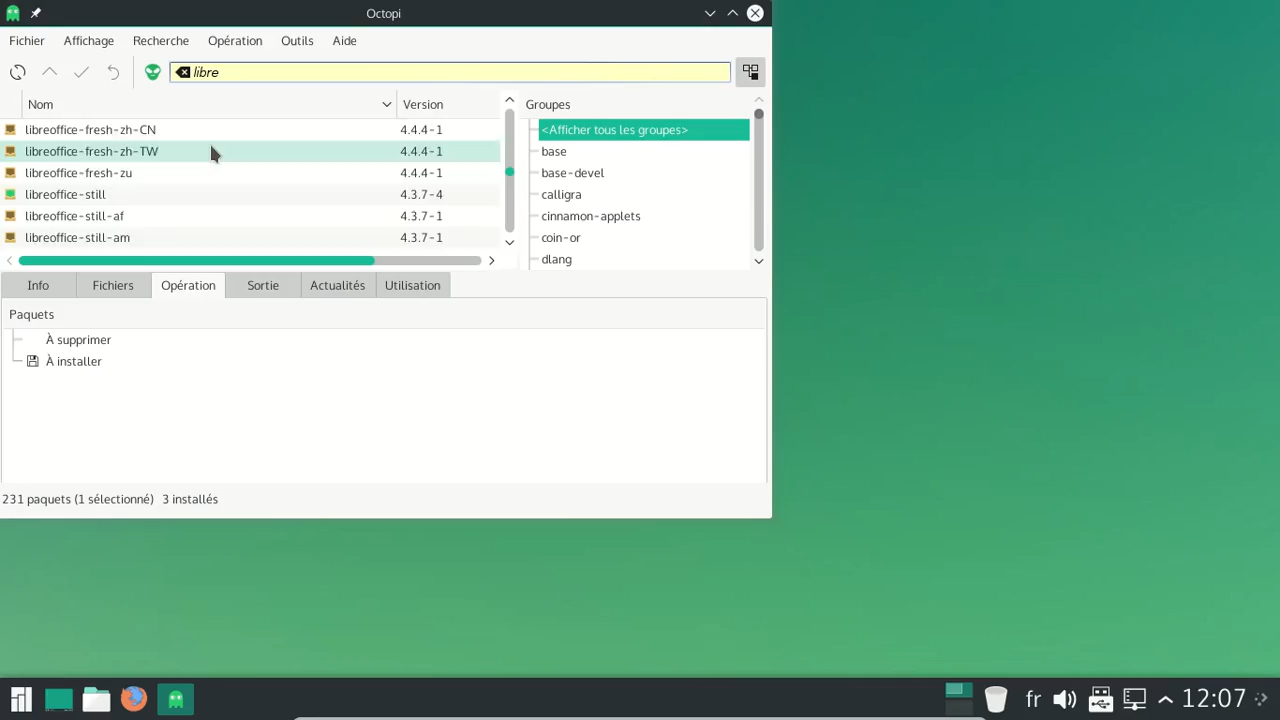 Octopi
Fichier Affichage Recherche Opération Outils Aide
libre
Nom Version Groupes
libreoffice-fresh-zh-CN 4.4.4-1 <Afficher tous les groupes>
libreoffice-fresh-zh-TW 4.4.4-1 base
libreoffice-fresh-zu 4.4.4-1 base-devel
libreoffice-still 4.3.7-4 calligra
libreoffice-still-af 4.3.7-1 cinnamon-applets
libreoffice-still-am 4.3.7-1 coin-or
dlang
Info Fichiers Opération Sortie Actualités Utilisation
Paquets
À supprimer
À installer
231 paquets (1 sélectionné) 3 installés
fr 12:07